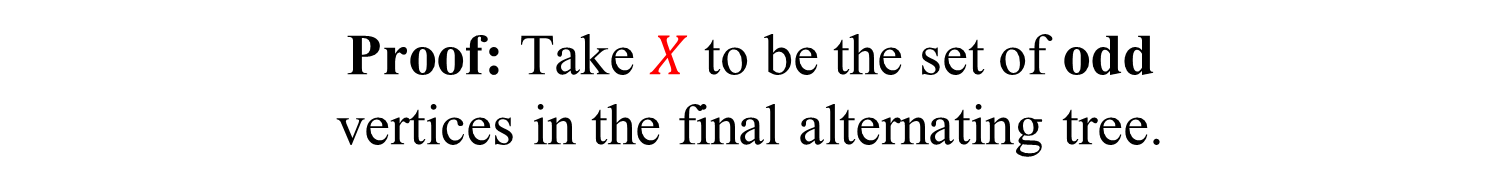 Proof: Take X to be the set of odd
vertices in the final alternating tree.